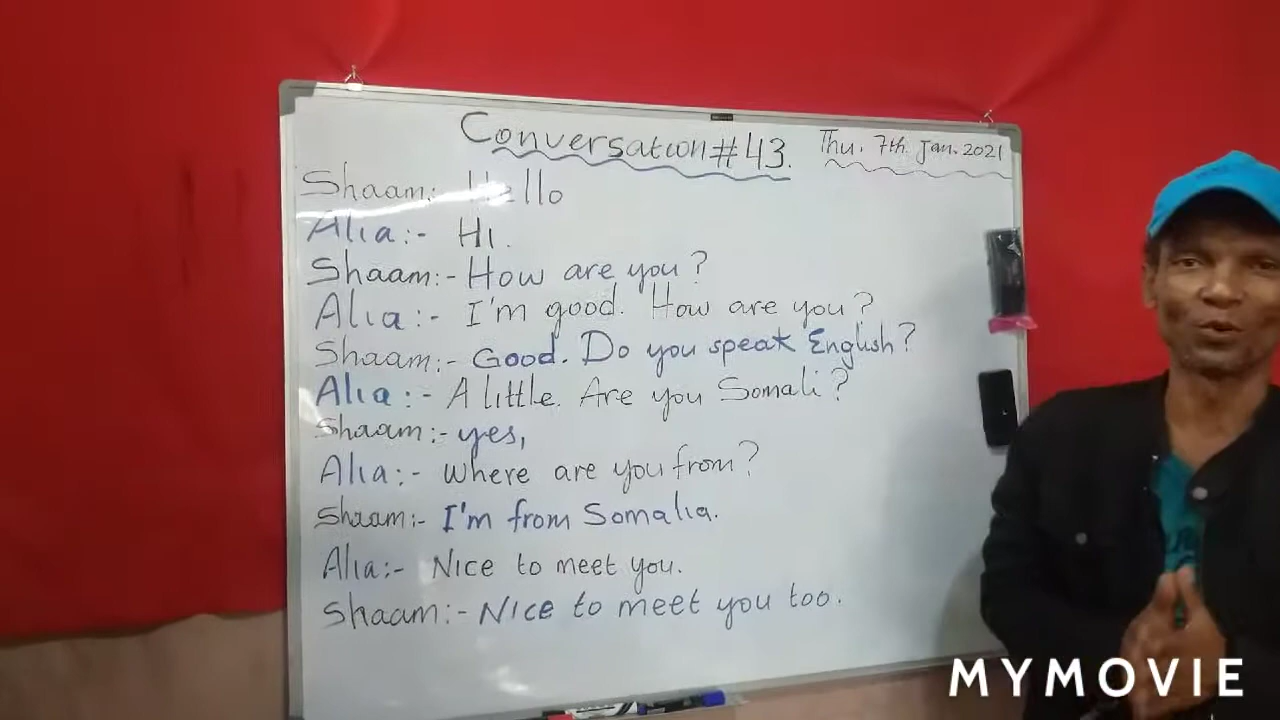 Conversation #43.
Thu. 7th. Jan. 2021
Shaam:- Hello
Alia:- Hi.
Shaam:- How are you?
Alia:- I'm good. How are you?
Shaam:- Good. Do you speak English?
Alia:- A little. Are you Somali?
Shaam:- yes,
Alia:- Where are you from?
Shaam:- I'm from Somalia.
Alia:- Nice to meet you.
Shaam:- Nice to meet you too.
MYMOVIE